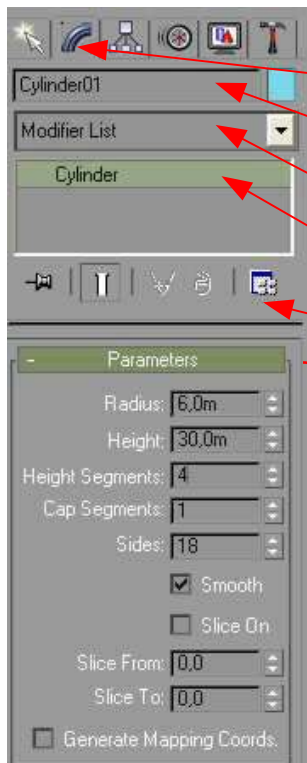 Cylinder01
Modifier List
Cylinder
- Parameters
Radius: 6,0m
Height: 30,0m
Height Segments: 4
Cap Segments: 1
Sides: 18
Smooth
Slice On
Slice From: 0,0
Slice To: 0,0
Generate Mapping Coords.